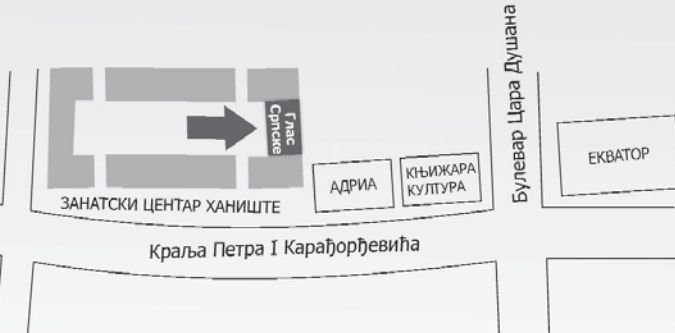 Булевар Цара Душана
Глас
Српске
ЕКВАТОР
АДРИА
КЊИЖАРА
КУЛТУРА
ЗАНАТСКИ ЦЕНТАР ХАНИШТЕ
Краља Петра I Карађорђевића